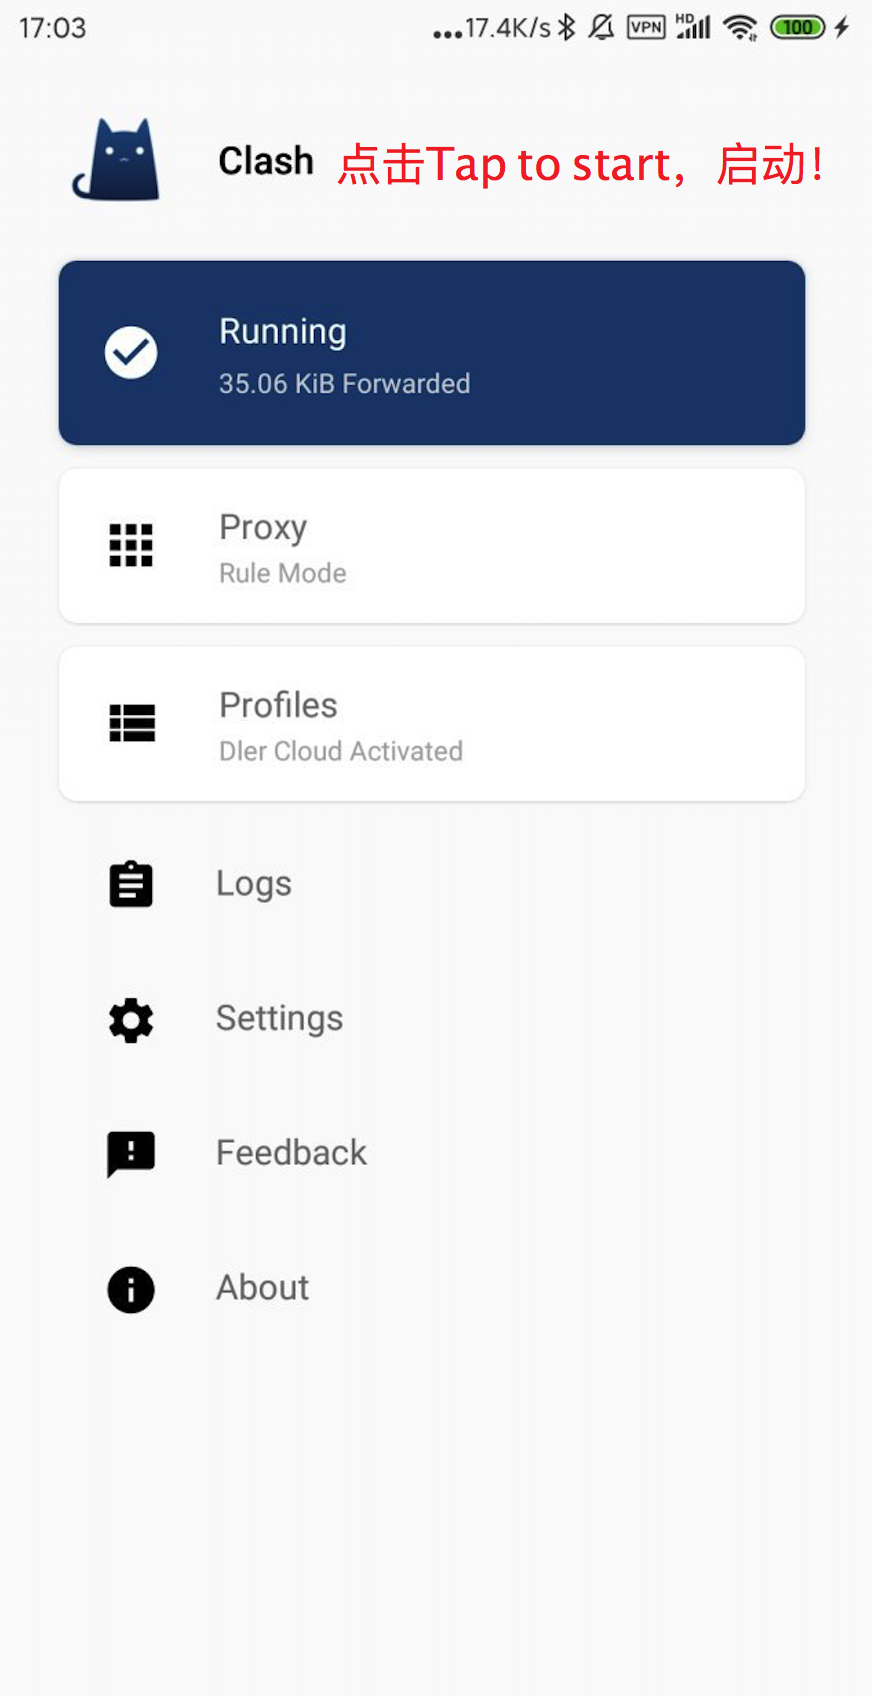 17:03 ...17.4K/s VPN HD 100
Clash 点击Tap to start，启动！
Running
35.06 KiB Forwarded
Proxy
Rule Mode
Profiles
Dler Cloud Activated
Logs
Settings
Feedback
About